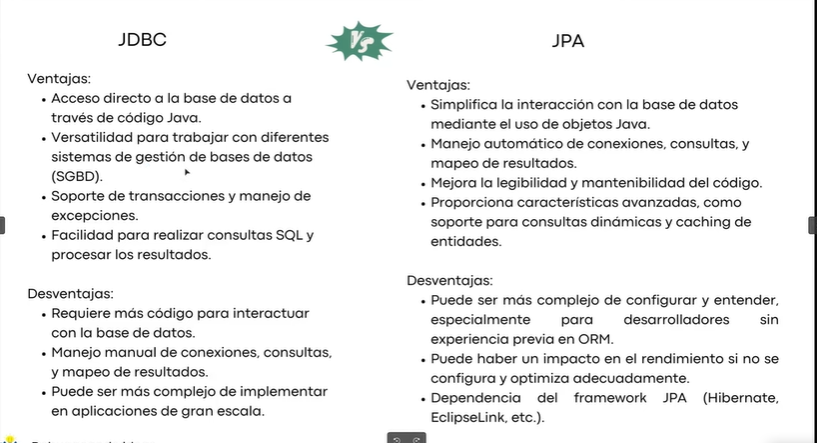 JDBC
VS
JPA
Ventajas:
• Acceso directo a la base de datos a
través de código Java.
• Versatilidad para trabajar con diferentes
sistemas de gestión de bases de datos
(SGBD).
• Soporte de transacciones y manejo de
excepciones.
• Facilidad para realizar consultas SQL y
procesar los resultados.
Desventajas:
• Requiere más código para interactuar
con la base de datos.
• Manejo manual de conexiones, consultas,
y mapeo de resultados.
• Puede ser más complejo de implementar
en aplicaciones de gran escala.
Ventajas:
• Simplifica la interacción con la base de datos
mediante el uso de objetos Java.
• Manejo automático de conexiones, consultas, y
mapeo de resultados.
• Mejora la legibilidad y mantenibilidad del código.
• Proporciona características avanzadas, como
soporte para consultas dinámicas y caching de
entidades.
Desventajas:
• Puede ser más complejo de configurar y entender,
especialmente para desarrolladores sin
experiencia previa en ORM.
• Puede haber un impacto en el rendimiento si no se
configura y optimiza adecuadamente.
• Dependencia del framework JPA (Hibernate,
EclipseLink, etc.).